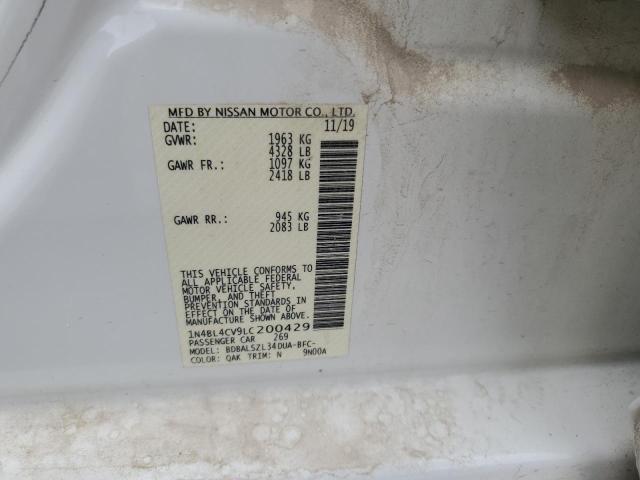 MFD BY NISSAN MOTOR CO., LTD.
DATE: 11/19
GVWR: 1963 KG
4328 LB
GAWR FR.: 1097 KG
2418 LB
GAWR RR.: 945 KG
2083 LB
THIS VEHICLE CONFORMS TO
ALL APPLICABLE FEDERAL
MOTOR VEHICLE SAFETY,
BUMPER, AND THEFT
PREVENTION STANDARDS IN
EFFECT ON THE DATE OF
MANUFACTURE SHOWN ABOVE.
1N4BL4CV9LC200429
PASSENGER CAR 269
MODEL: BDBALSZL34DUA-BFC-
COLOR: QAK TRIM: N 9N00A